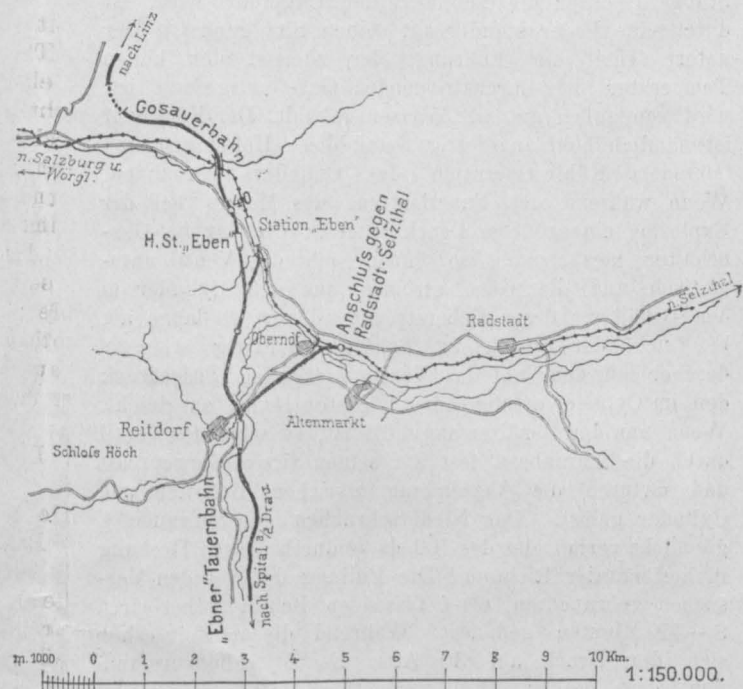 nach Linz
Gosauerbahn
n. Salzburg u.
Wörgl.
40
Station „Eben"
H.St. „Eben"
Anschluſs gegen
Radstadt-Selzthal
n. Selzthal
Radstadt
Oberndf.
Altenmarkt
Reitdorf
Schloſs Höch
Ebner "Tauernbahn
nach Spital a/d Drau
m. 1000 0 1 2 3 4 5 6 7 8 9 10 Km.
1:150.000.